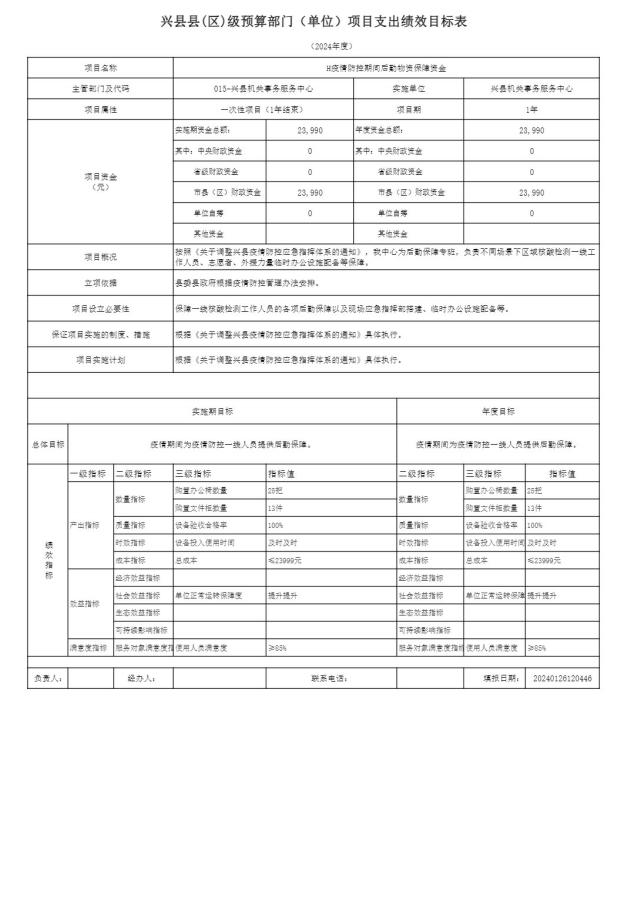 兴县县(区)级预算部门（单位）项目支出绩效目标表
（2024年度）
项目名称 H疫情防控期间后勤物资保障资金
主管部门及代码 015-兴县机关事务服务中心 实施单位 兴县机关事务服务中心
项目属性 一次性项目（1年结束） 项目期 1年
项目资金
（元）
实施期资金总额: 23,990 年度资金总额: 23,990
其中: 中央财政资金 0 其中: 中央财政资金 0
省级财政资金 0 省级财政资金 0
市县（区）财政资金 23,990 市县（区）财政资金 23,990
单位自筹 0 单位自筹 0
其他资金 其他资金
项目概况 按照《关于调整兴县疫情防控应急指挥体系的通知》，我中心为后勤保障专班，负责不同场景下区域核酸检测一线工
作人员、志愿者、外援力量临时办公设施配备等保障。
立项依据 县委县政府根据疫情防控管理办法安排。
项目设立必要性 保障一线核酸检测工作人员的各项后勤保障以及现场应急指挥部搭建、临时办公设施配备等。
保证项目实施的制度、措施 根据《关于调整兴县疫情防控应急指挥体系的通知》具体执行。
项目实施计划 根据《关于调整兴县疫情防控应急指挥体系的通知》具体执行。
实施期目标 年度目标
总体目标 疫情期间为疫情防控一线人员提供后勤保障。 疫情期间为疫情防控一线人员提供后勤保障。
绩效指标
一级指标 二级指标 三级指标 指标值 二级指标 三级指标 指标值
产出指标 数量指标 购置办公椅数量 25把 数量指标 购置办公椅数量 25把
购置文件柜数量 13件 购置文件柜数量 13件
质量指标 设备验收合格率 100% 质量指标 设备验收合格率 100%
时效指标 设备投入使用时间 及时及时 时效指标 设备投入使用时间 及时及时
成本指标 总成本 ≤23999元 成本指标 总成本 ≤23999元
效益指标 经济效益指标 经济效益指标
社会效益指标 单位正常运转保障度 提升提升 社会效益指标 单位正常运转保障 提升提升
生态效益指标 生态效益指标
可持续影响指标 可持续影响指标
满意度指标 服务对象满意度指 使用人员满意度 ≥85% 服务对象满意度指标 使用人员满意度 ≥85%
负责人: 经办人: 联系电话: 填报日期: 20240126120446